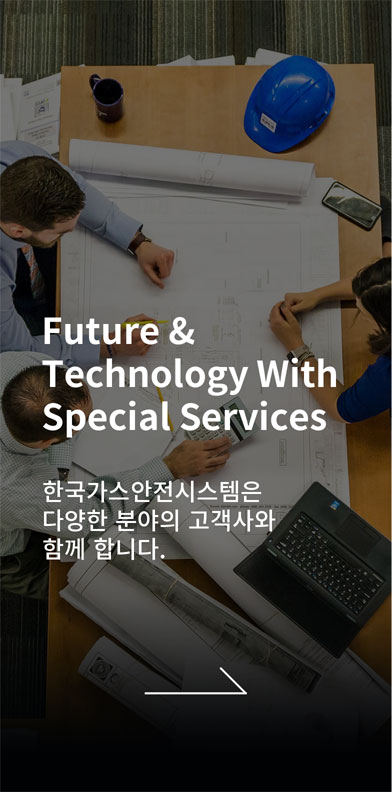 Future &
Technology With
Special Services
한국가스안전시스템은
다양한 분야의 고객사와
함께 합니다.